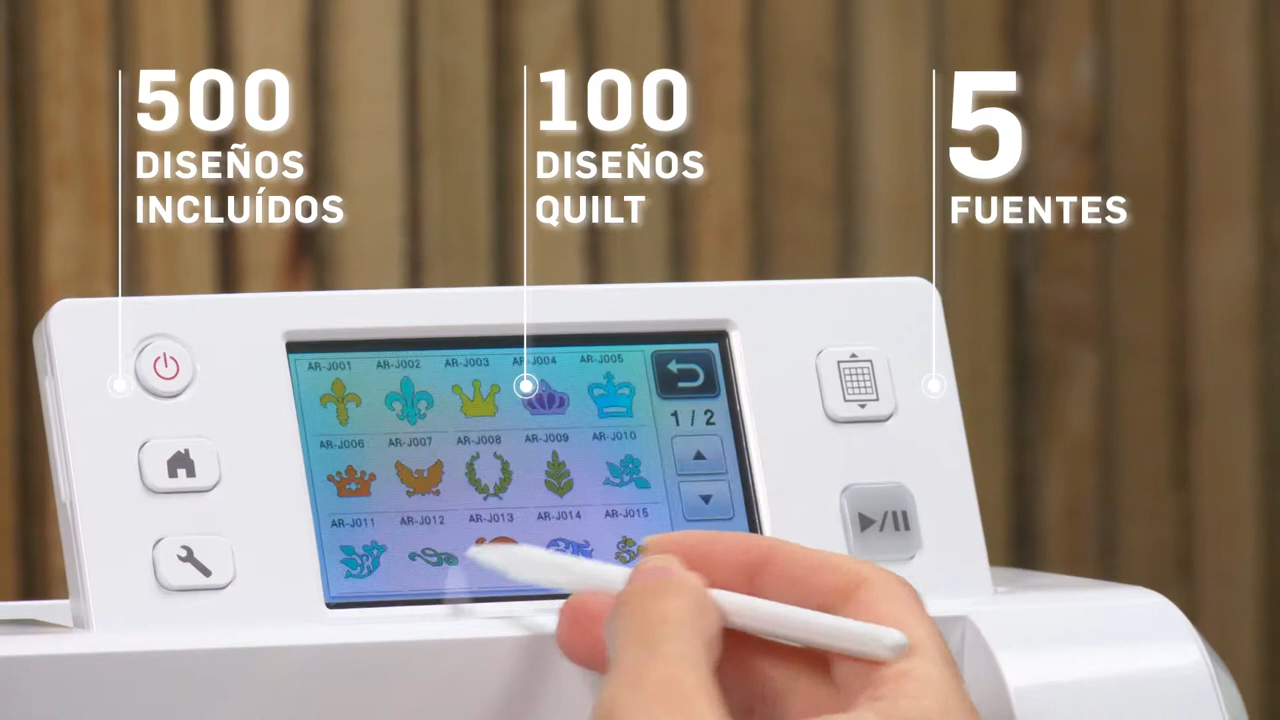 500
DISEÑOS
INCLUÍDOS
100
DISEÑOS
QUILT
5
FUENTES
AR-J001 AR-J002 AR-J003 AR-J004 AR-J005
1 / 2
AR-J006 AR-J007 AR-J008 AR-J009 AR-J010
AR-J011 AR-J012 AR-J013 AR-J014 AR-J015